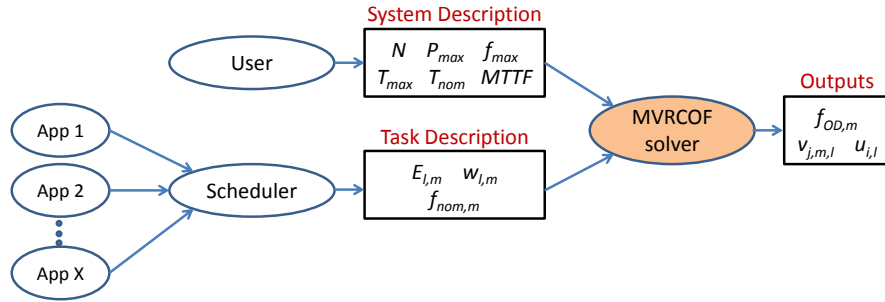 System Description
User
N P_max f_max
T_max T_nom MTTF
Outputs
MVRCOF
solver
f_OD,m
v_j,m,l u_i,l
App 1
Task Description
App 2
Scheduler
E_l,m w_l,m
f_nom,m
App X